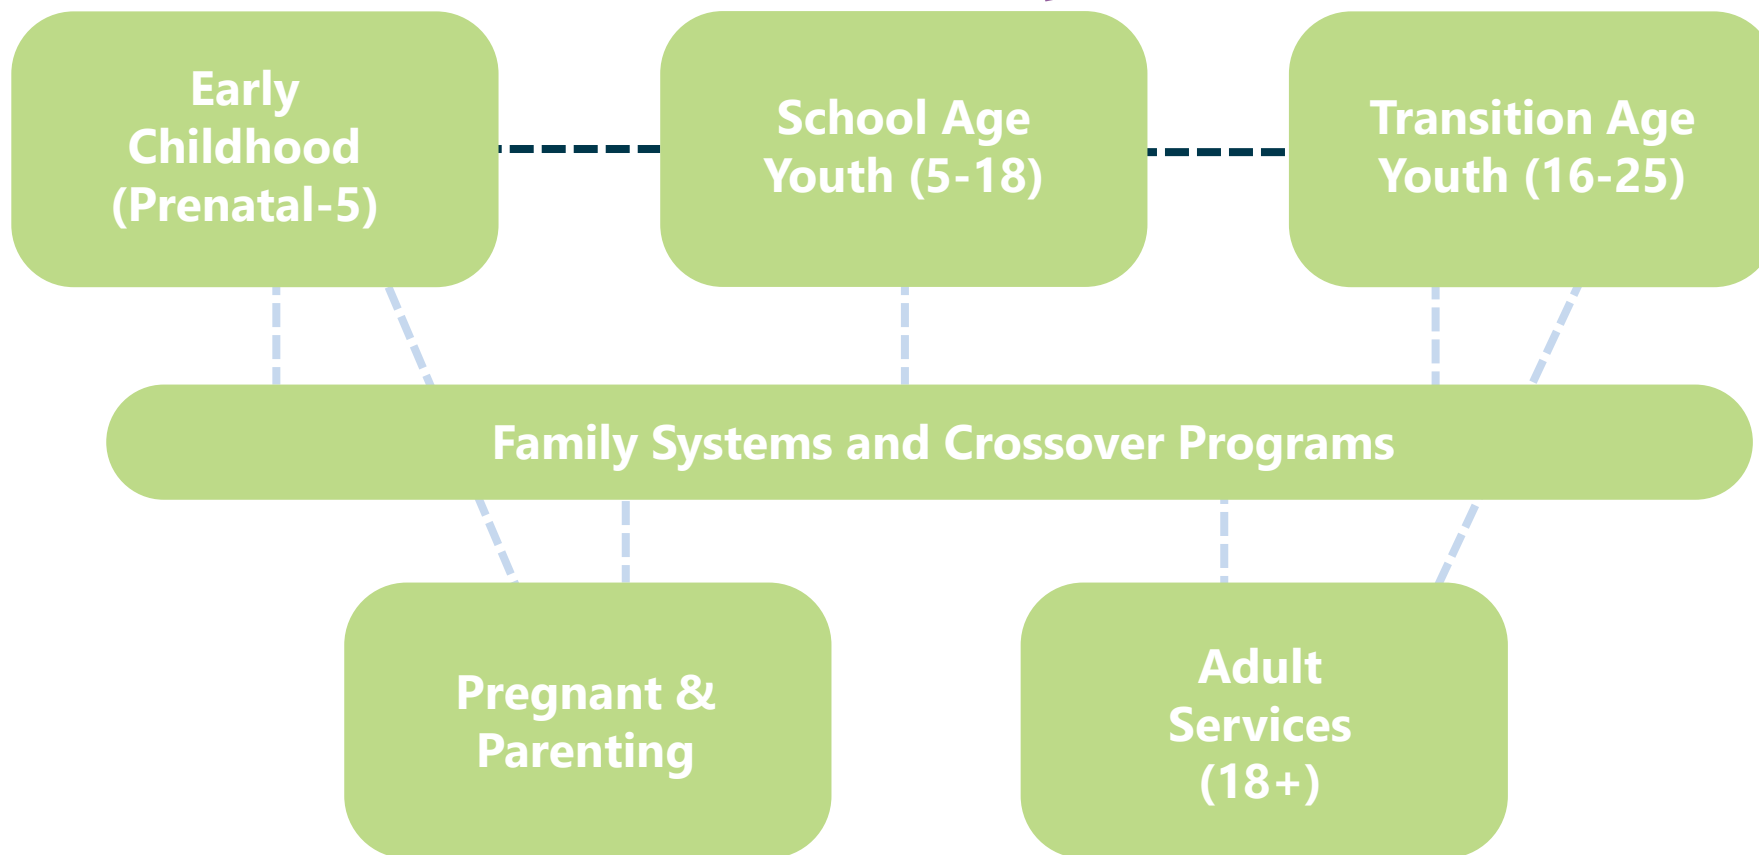 Early
Childhood
(Prenatal-5)
School Age
Youth (5-18)
Transition Age
Youth (16-25)
Family Systems and Crossover Programs
Pregnant &
Parenting
Adult
Services
(18+)